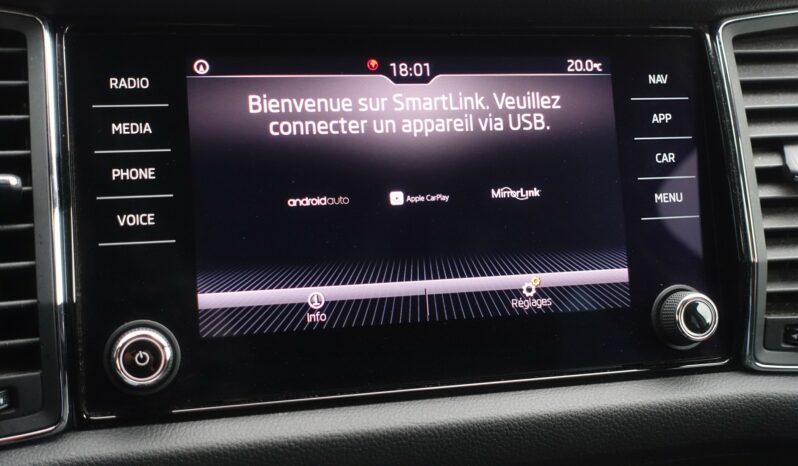 18:01
20.0°C
RADIO
MEDIA
PHONE
VOICE
Bienvenue sur SmartLink. Veuillez
connecter un appareil via USB.
androidauto
Apple CarPlay
MirrorLink
Info
Réglages
NAV
APP
CAR
MENU